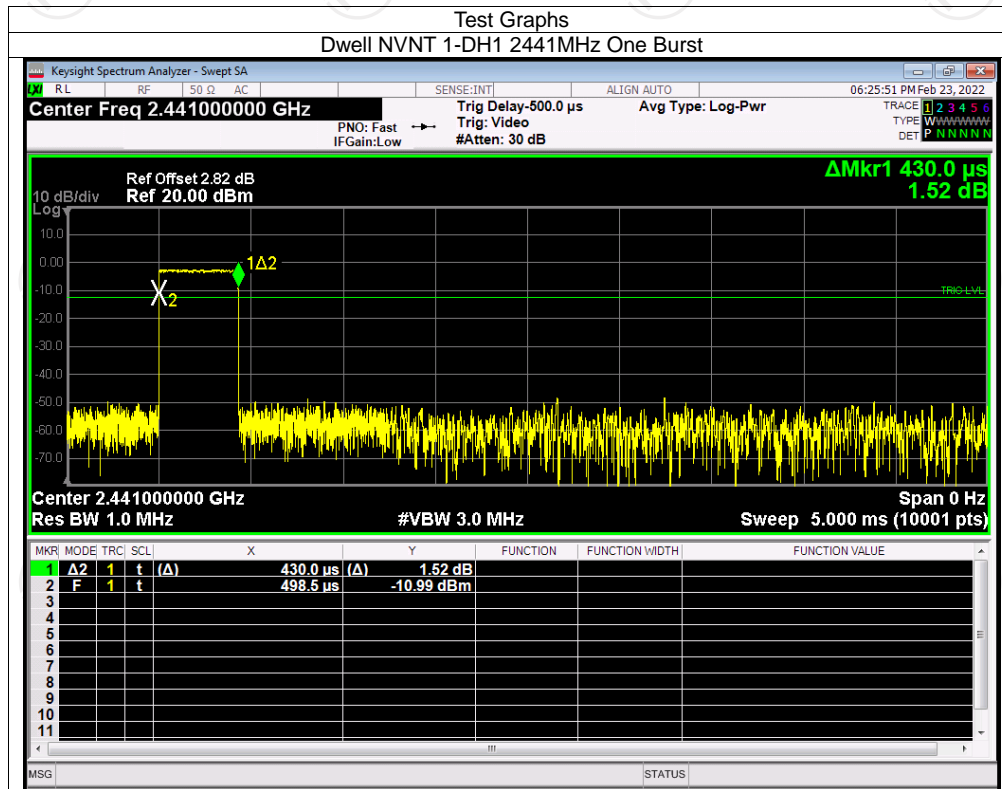 Test Graphs
Dwell NVNT 1-DH1 2441MHz One Burst
Keysight Spectrum Analyzer - Swept SA
LXI RL RF 50 Ω AC SENSE:INT ALIGN AUTO 06:25:51 PM Feb 23, 2022
Center Freq 2.441000000 GHz Trig Delay-500.0 µs Avg Type: Log-Pwr TRACE 1 2 3 4 5 6
PNO: Fast Trig: Video TYPE WWWWWW
IFGain:Low #Atten: 30 dB DET P N N N N N
ΔMkr1 430.0 µs
1.52 dB
Ref Offset 2.82 dB
10 dB/div Ref 20.00 dBm
Log
10.0
0.00
1Δ2
-10.0
2
TRIG LVL
-20.0
-30.0
-40.0
-50.0
-60.0
-70.0
Center 2.441000000 GHz Span 0 Hz
Res BW 1.0 MHz #VBW 3.0 MHz Sweep 5.000 ms (10001 pts)
MKR MODE TRC SCL X Y FUNCTION FUNCTION WIDTH FUNCTION VALUE
1 Δ2 1 t (Δ) 430.0 µs (Δ) 1.52 dB
2 F 1 t 498.5 µs -10.99 dBm
3
4
5
6
7
8
9
10
11
MSG STATUS